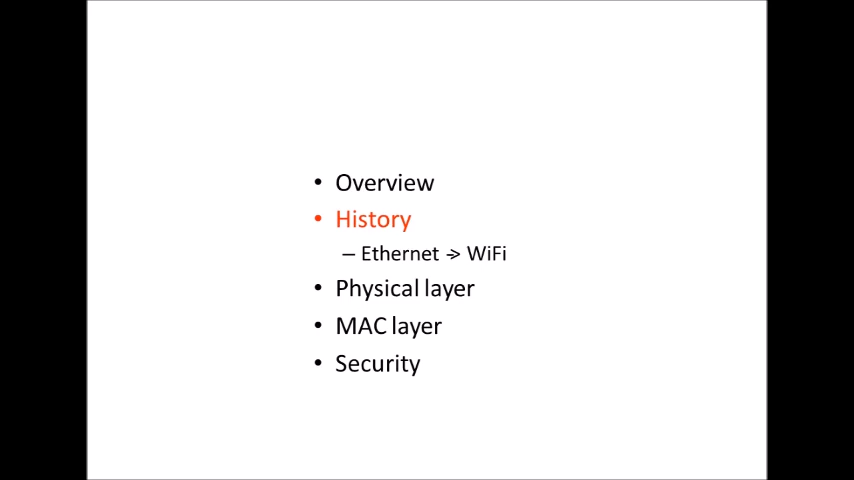 • Overview
• History
– Ethernet -> WiFi
• Physical layer
• MAC layer
• Security